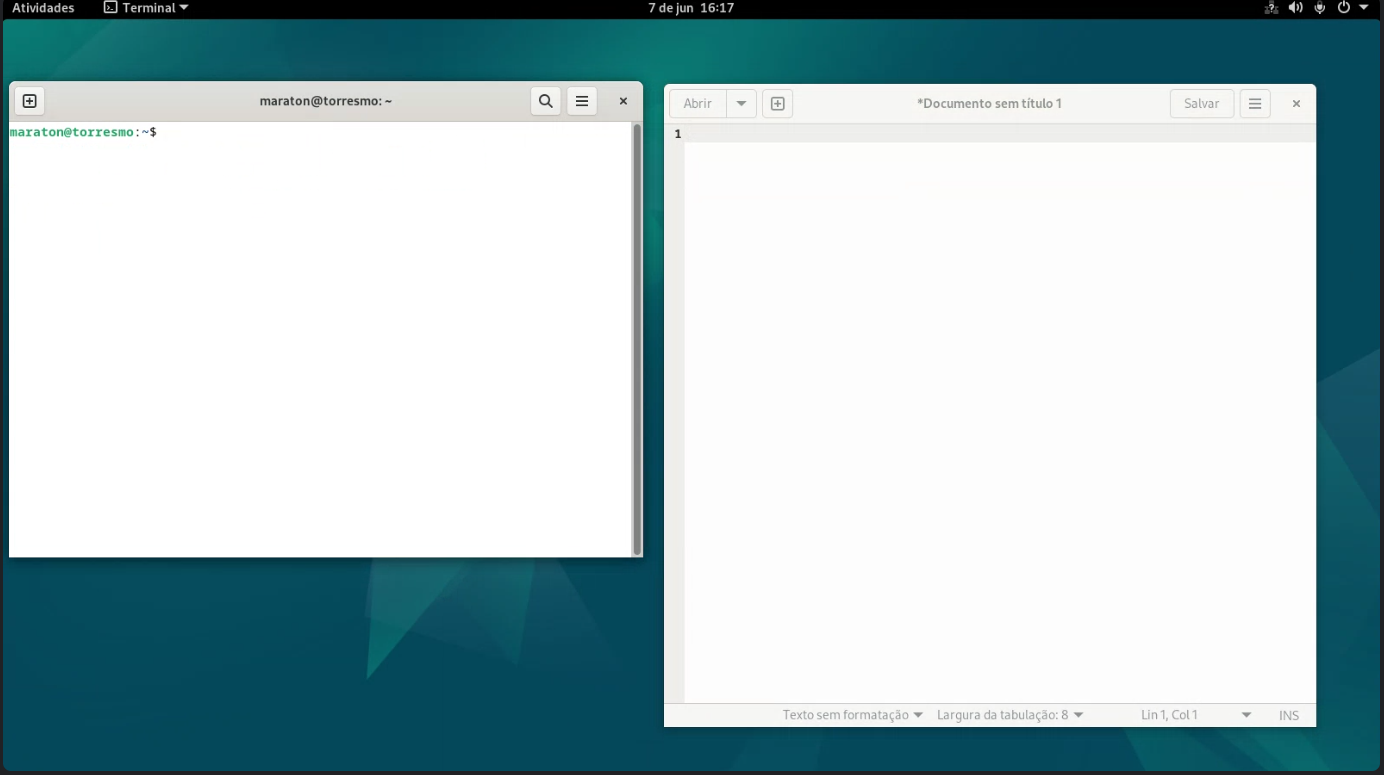 Atividades
Terminal
7 de jun 16:17
maraton@torresmo: ~
maraton@torresmo:~$
Abrir
*Documento sem título 1
Salvar
1
Texto sem formatação
Largura da tabulação: 8
Lin 1, Col 1
INS